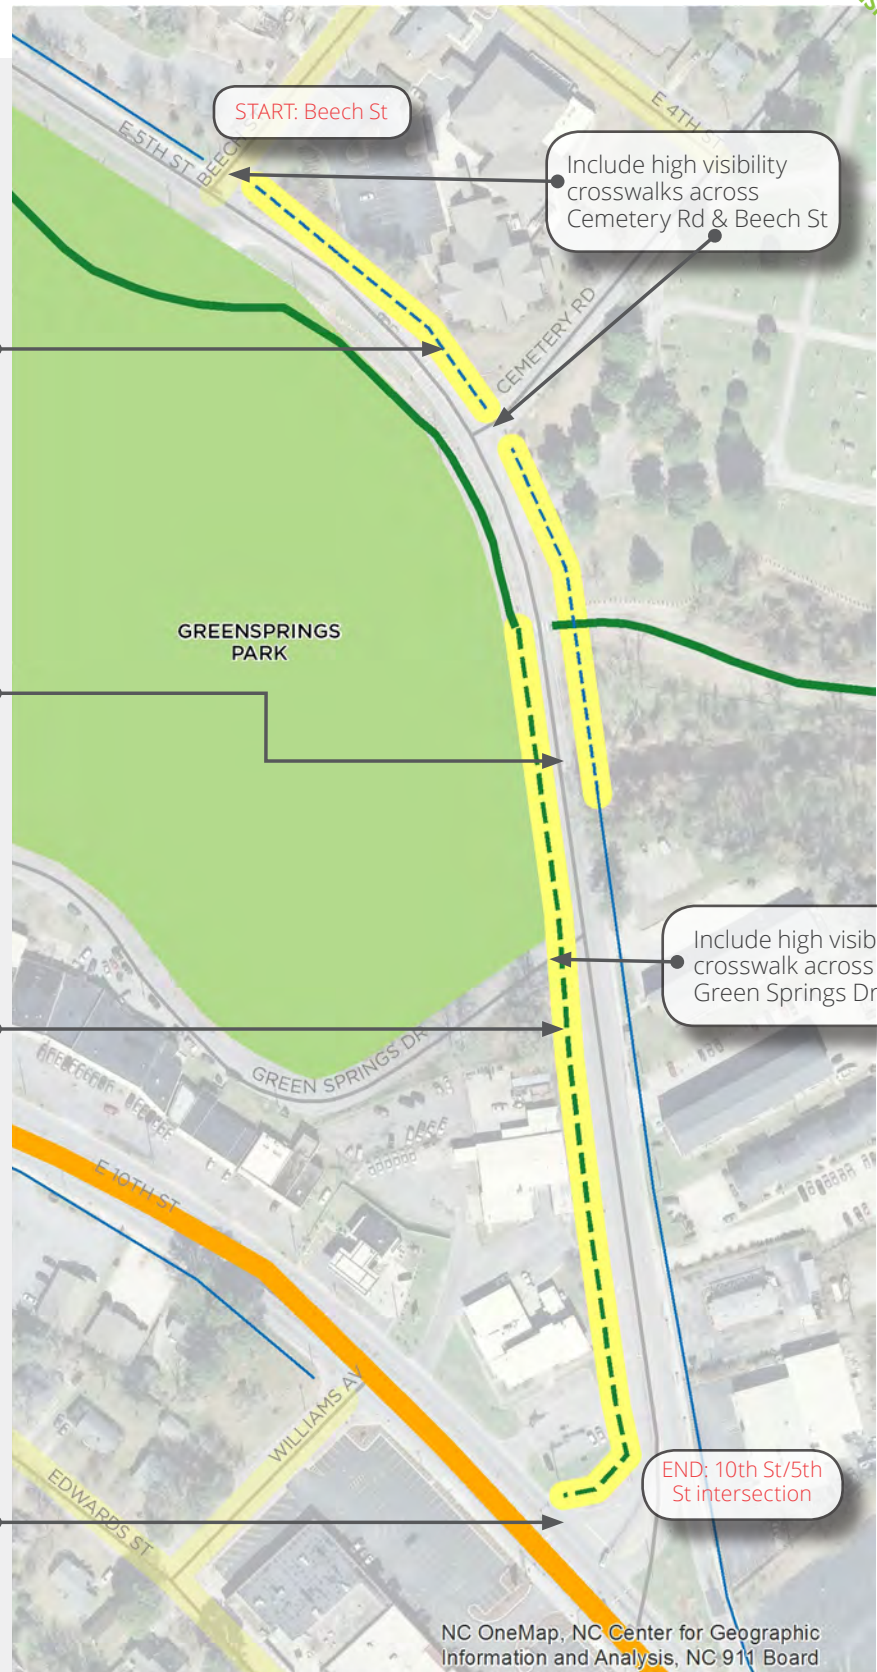 START: Beech St
E 5TH ST
BEECH S
E 4TH ST
Include high visibility
crosswalks across
Cemetery Rd & Beech St
CEMETERY RD
GREENSPRINGS
PARK
Include high visib
crosswalk across
Green Springs Dr
GREEN SPRINGS DR
E 10TH ST
WILLIAMS AV
EDWARDS ST
END: 10th St/5th
St intersection
NC OneMap, NC Center for Geographic
Information and Analysis, NC 911 Board